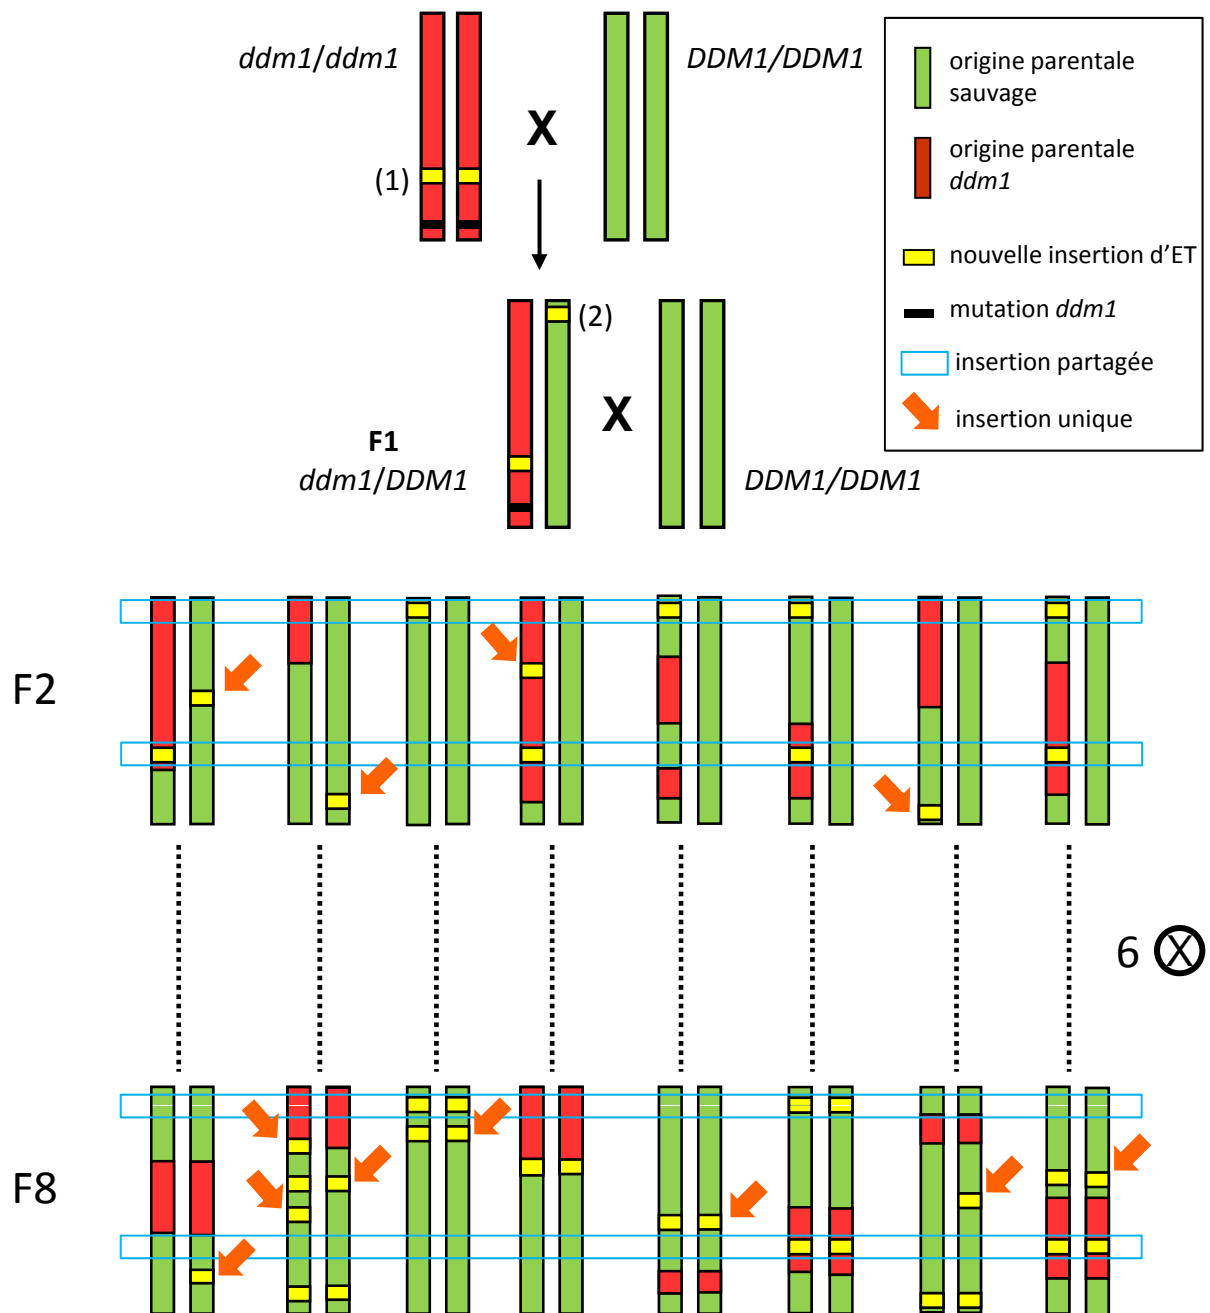 ddm1/ddm1
DDM1/DDM1
X
(1)
origine parentale
sauvage
origine parentale
ddm1
nouvelle insertion d'ET
mutation ddm1
insertion partagée
insertion unique
(2)
X
F1
ddm1/DDM1
DDM1/DDM1
F2
6 X
F8